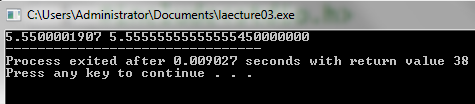 C:\Users\Administrator\Documents\laecture03.exe
5.5500001907 5.55555555555555450000000
--------------------------------
Process exited after 0.009027 seconds with return value 38
Press any key to continue . . .